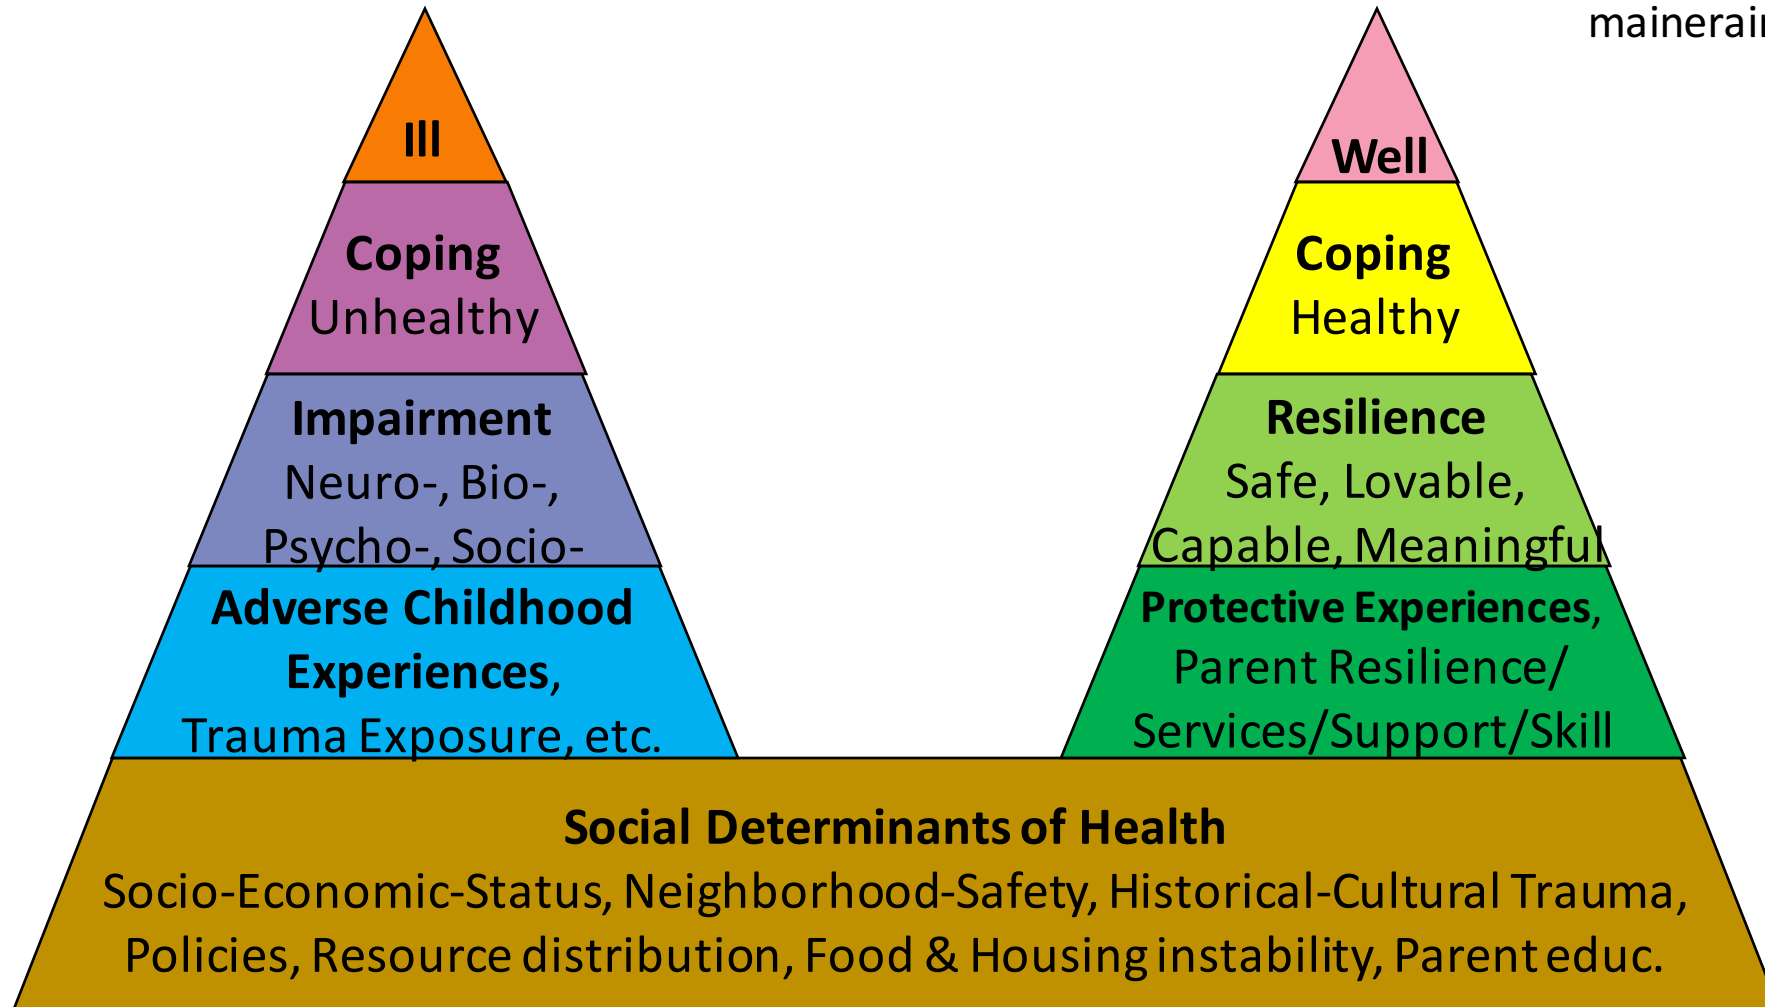 mainerain
Ill
Coping
Unhealthy
Impairment
Neuro-, Bio-,
Psycho-, Socio-
Adverse Childhood
Experiences,
Trauma Exposure, etc.
Well
Coping
Healthy
Resilience
Safe, Lovable,
Capable, Meaningful
Protective Experiences,
Parent Resilience/
Services/Support/Skill
Social Determinants of Health
Socio-Economic-Status, Neighborhood-Safety, Historical-Cultural Trauma,
Policies, Resource distribution, Food & Housing instability, Parent educ.